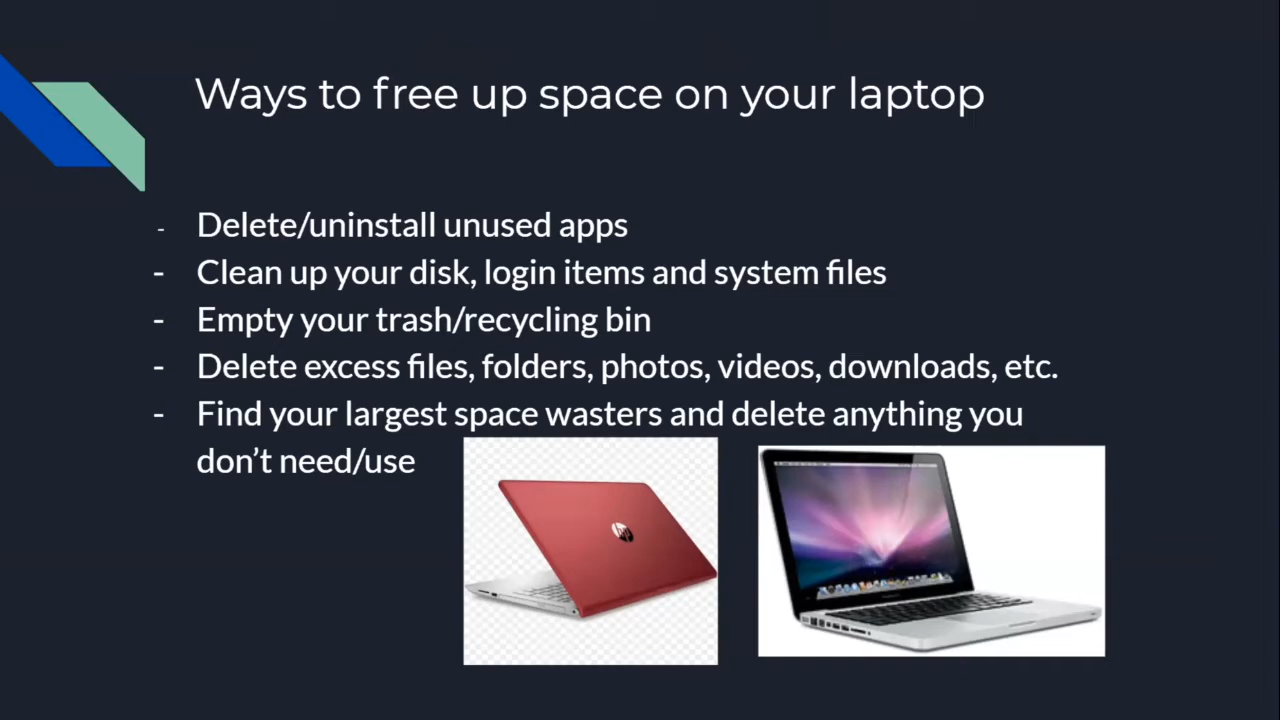 Ways to free up space on your laptop
- Delete/uninstall unused apps
- Clean up your disk, login items and system files
- Empty your trash/recycling bin
- Delete excess files, folders, photos, videos, downloads, etc.
- Find your largest space wasters and delete anything you
don’t need/use
hp